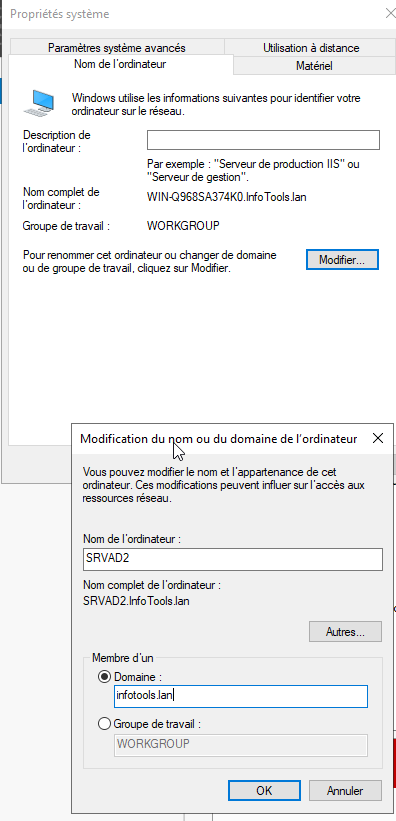 Propriétés système
Paramètres système avancés
Utilisation à distance
Nom de l'ordinateur
Matériel
Windows utilise les informations suivantes pour identifier votre
ordinateur sur le réseau.
Description de
l'ordinateur :
Par exemple : "Serveur de production IIS" ou
"Serveur de gestion".
Nom complet de
l'ordinateur :
WIN-Q968SA374K0.InfoTools.lan
Groupe de travail :
WORKGROUP
Pour renommer cet ordinateur ou changer de domaine
ou de groupe de travail, cliquez sur Modifier.
Modifier...
Modification du nom ou du domaine de l'ordinateur
Vous pouvez modifier le nom et l'appartenance de cet
ordinateur. Ces modifications peuvent influer sur l'accès aux
ressources réseau.
Nom de l'ordinateur :
SRVAD2
Nom complet de l'ordinateur :
SRVAD2.InfoTools.lan
Autres...
Membre d'un
Domaine :
infotools.lan
Groupe de travail :
WORKGROUP
OK
Annuler